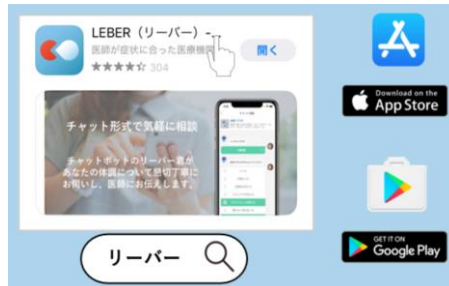 LEBER（リーバー）-
医師が症状に合った医療機関
★★★★☆ 304
開く
チャット形式で気軽に相談
チャットボットのリーバー君が
あなたの体調について懇切丁寧に
お伺いし、医師にお伝えします。
リーバー
Download on the
App Store
GET IT ON
Google Play